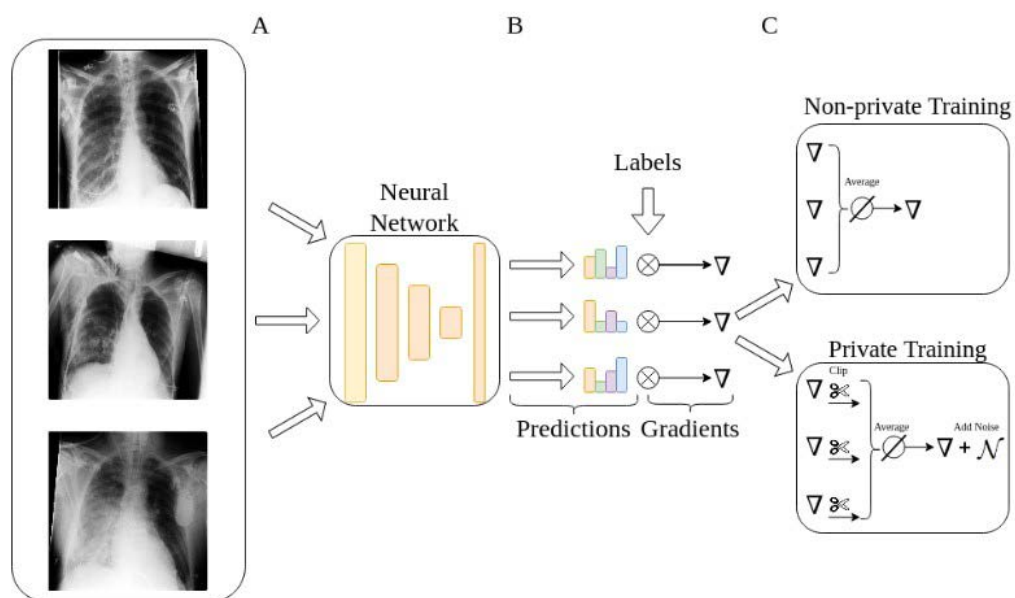 A
B
C
Non-private Training
∇
∇
∇
Average
∇
Labels
Neural
Network
∇
∇
∇
Predictions
Gradients
Private Training
Clip
∇
∇
∇
Average
Add Noise
∇ + 𝒩